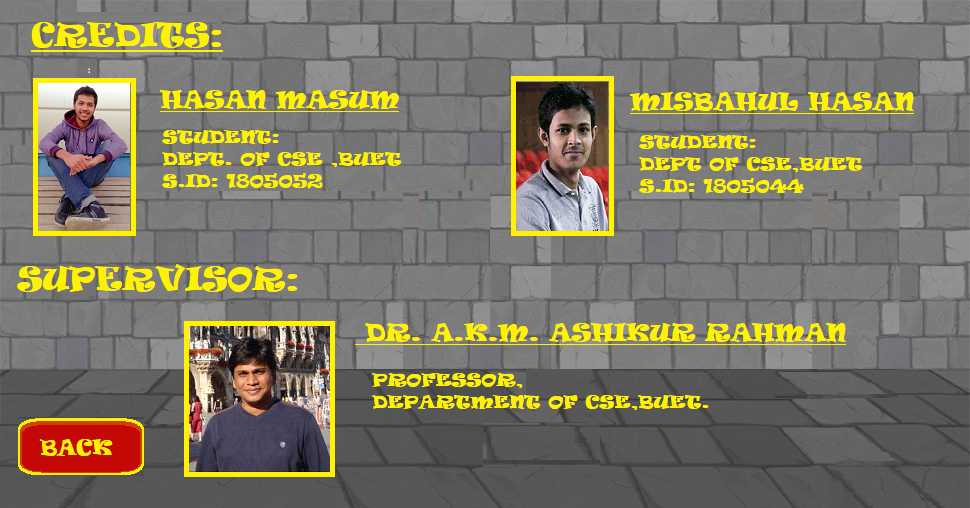 CREDITS:
:
HASAN MASUM
STUDENT:
DEPT. OF CSE ,BUET
S.ID: 1805052
MISBAHUL HASAN
STUDENT:
DEPT OF CSE,BUET
S.ID: 1805044
SUPERVISOR:
DR. A.K.M. ASHIKUR RAHMAN
PROFESSOR,
DEPARTMENT OF CSE,BUET.
BACK